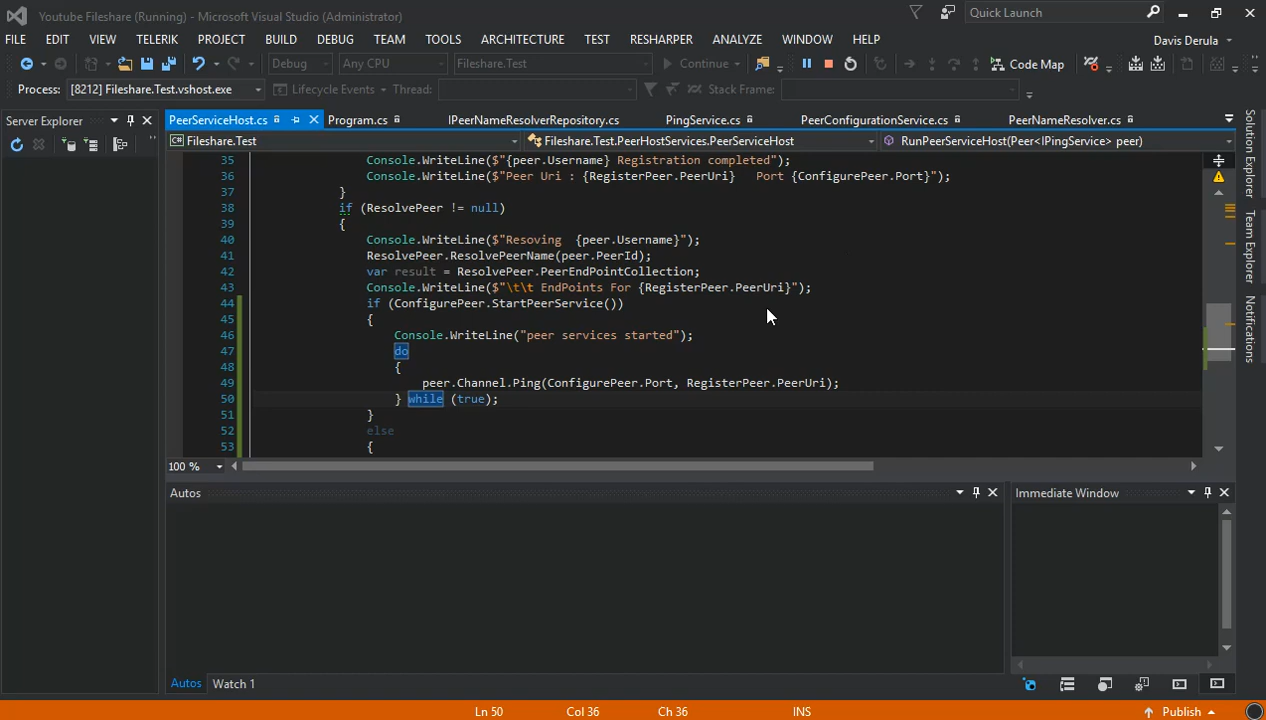 Youtube Fileshare (Running) - Microsoft Visual Studio (Administrator)
Quick Launch
FILE EDIT VIEW TELERIK PROJECT BUILD DEBUG TEAM TOOLS ARCHITECTURE TEST RESHARPER ANALYZE WINDOW HELP
Davis Derula
Debug Any CPU Fileshare.Test Continue Code Map
Process: [8212] Fileshare.Test.vshost.exe Lifecycle Events Thread: Stack Frame:
Server Explorer
PeerServiceHost.cs Program.cs IPeerNameResolverRepository.cs PingService.cs PeerConfigurationService.cs PeerNameResolver.cs
Fileshare.Test Fileshare.Test.PeerHostServices.PeerServiceHost RunPeerServiceHost(Peer<IPingService> peer)
35 Console.WriteLine($"{peer.Username} Registration completed");
36 Console.WriteLine($"Peer Uri : {RegisterPeer.PeerUri}   Port {ConfigurePeer.Port}");
37 }
38 if (ResolvePeer != null)
39 {
40 Console.WriteLine($"Resoving  {peer.Username}");
41 ResolvePeer.ResolvePeerName(peer.PeerId);
42 var result = ResolvePeer.PeerEndPointCollection;
43 Console.WriteLine($"\t\t EndPoints For {RegisterPeer.PeerUri}");
44 if (ConfigurePeer.StartPeerService())
45 {
46 Console.WriteLine("peer services started");
47 do
48 {
49 peer.Channel.Ping(ConfigurePeer.Port, RegisterPeer.PeerUri);
50 } while (true);
51 }
52 else
53 {
100 %
Autos
Immediate Window
Autos Watch 1
Ln 50 Col 36 Ch 36 INS Publish
Solution Explorer
Team Explorer
Notifications